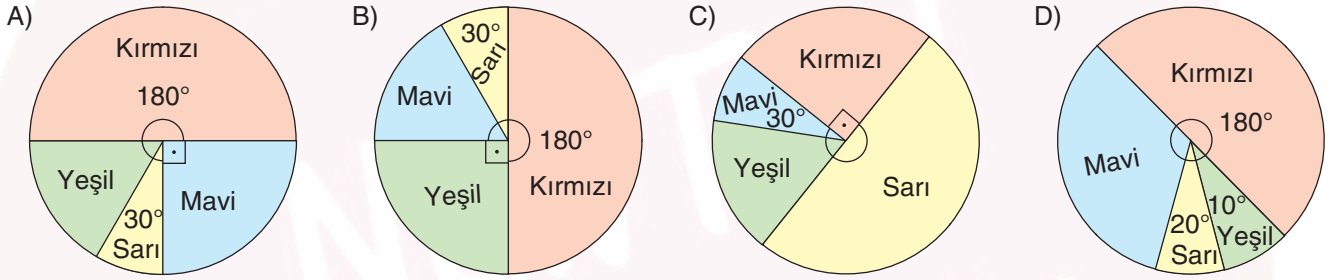 A)
Kırmızı
180°
Yeşil
30°
Sarı
Mavi
B)
30°
Sarı
Mavi
180°
Yeşil
Kırmızı
C)
Kırmızı
Mavi
30°
Yeşil
Sarı
D)
Kırmızı
180°
Mavi
10°
20°
Yeşil
Sarı